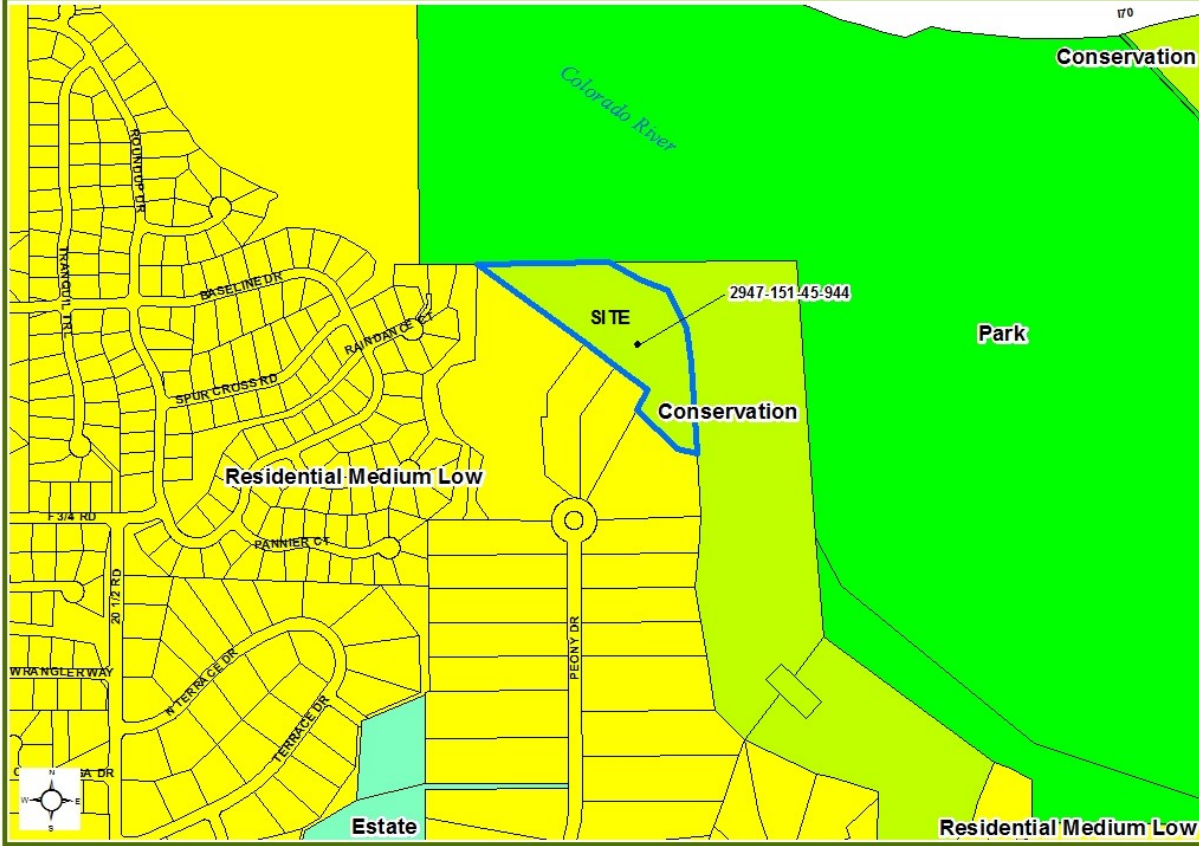 I70
Conservation
Colorado River
ROUNDUP DR
TRANQUIL TRL
BASELINE DR
2947-151-45-944
SITE
RAINDANCE CT
Park
SPUR CROSS RD
Conservation
Residential Medium Low
F 3/4 RD
PANNIER CT
20 1/2 RD
PEONY DR
WRANGLER WAY
N TERRACE DR
TERRACE DR
DR
N
W
E
S
Estate
Residential Medium Low